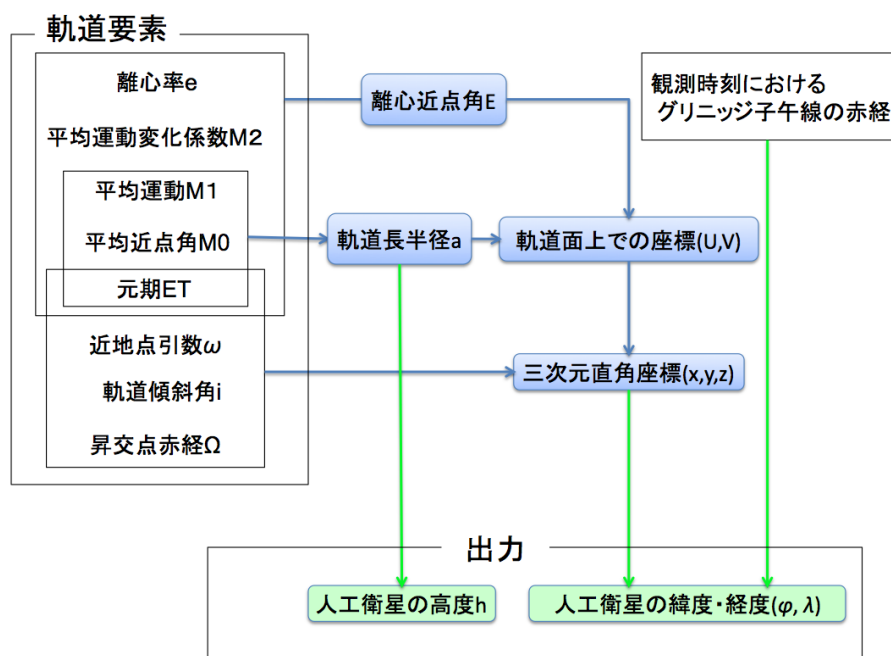 軌道要素
離心率e
平均運動変化係数M2
平均運動M1
平均近点角M0
元期ET
近地点引数ω
軌道傾斜角i
昇交点赤経Ω
離心近点角E
軌道長半径a
軌道面上での座標(U,V)
三次元直角座標(x,y,z)
観測時刻における
グリニッジ子午線の赤経
出力
人工衛星の高度h
人工衛星の緯度・経度(φ, λ)